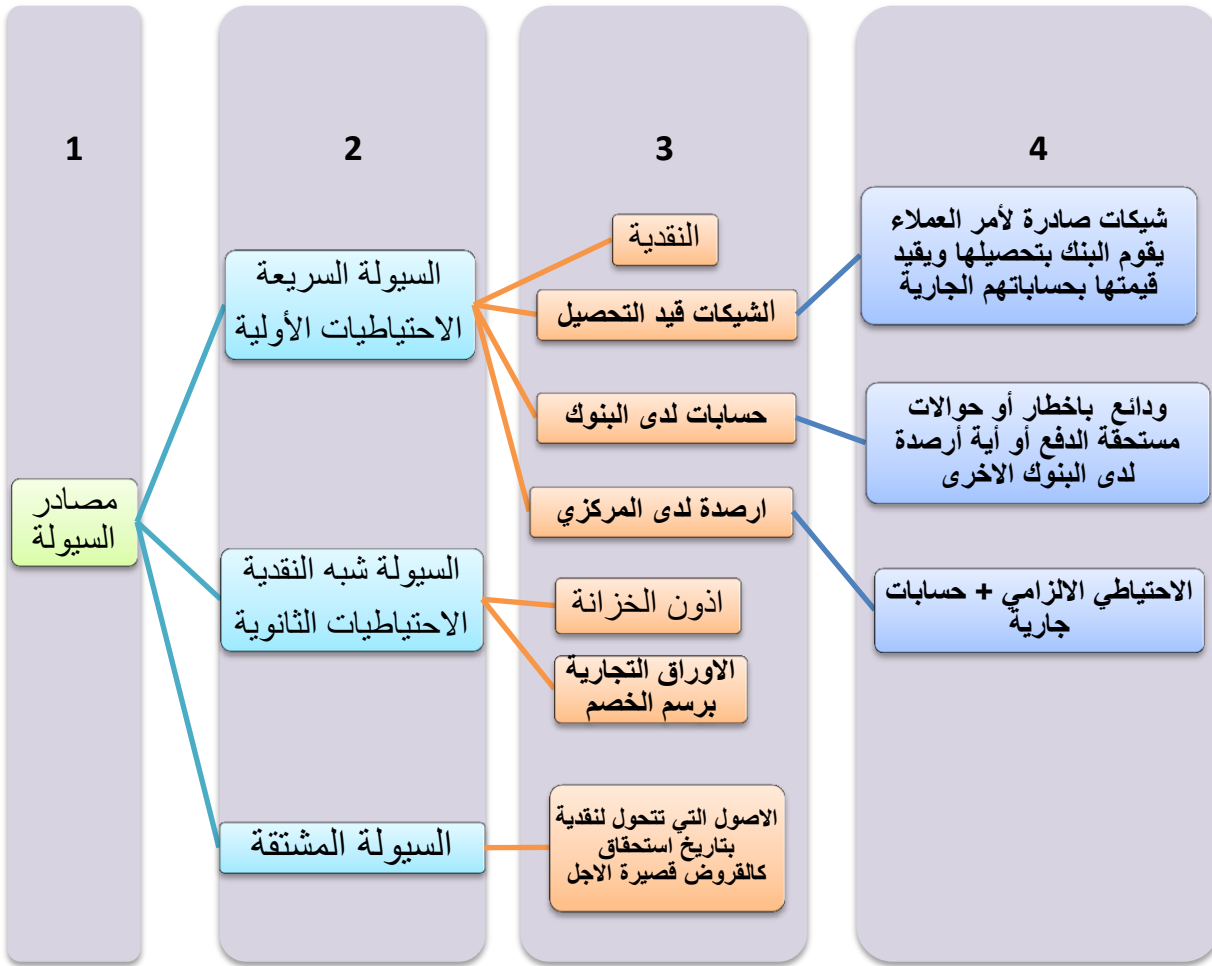 1
2
3
4
مصادر
السيولة
السيولة السريعة
الاحتياطيات الأولية
السيولة شبه النقدية
الاحتياطيات الثانوية
السيولة المشتقة
النقدية
الشيكات قيد التحصيل
حسابات لدى البنوك
ارصدة لدى المركزي
اذون الخزانة
الاوراق التجارية
برسم الخصم
الاصول التي تتحول لنقدية
بتاريخ استحقاق
كالقروض قصيرة الاجل
شيكات صادرة لأمر العملاء
يقوم البنك بتحصيلها ويقيد
قيمتها بحساباتهم الجارية
ودائع باخطار أو حوالات
مستحقة الدفع أو أية أرصدة
لدى البنوك الاخرى
الاحتياطي الالزامي + حسابات
جارية